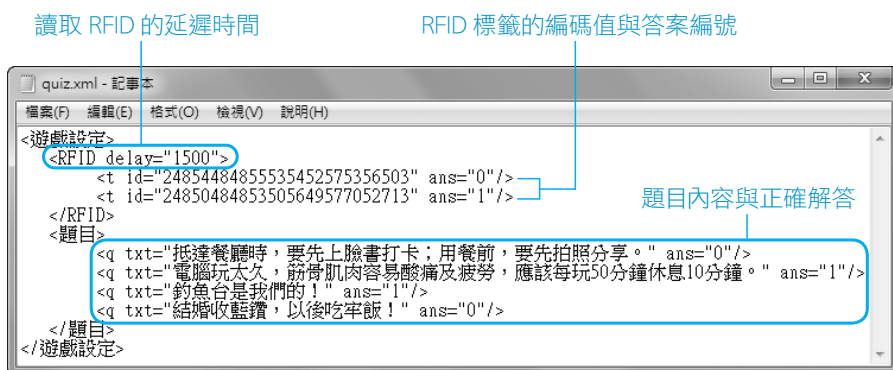 讀取 RFID 的延遲時間
RFID 標籤的編碼值與答案編號
quiz.xml - 記事本
檔案(F) 編輯(E) 格式(O) 檢視(V) 說明(H)
<遊戲設定>
<RFID delay="1500">
<t id="24854484855535452575356503" ans="0"/>
<t id="24850484853505649577052713" ans="1"/>
題目內容與正確解答
</RFID>
<題目>
<q txt="抵達餐廳時，要先上臉書打卡；用餐前，要先拍照分享。" ans="0"/>
<q txt="電腦玩太久，筋骨肌肉容易酸痛及疲勞，應該每玩50分鐘休息10分鐘。" ans="1"/>
<q txt="釣魚台是我們的！" ans="1"/>
<q txt="結婚收藍鑽，以後吃牢飯！" ans="0"/>
</題目>
</遊戲設定>